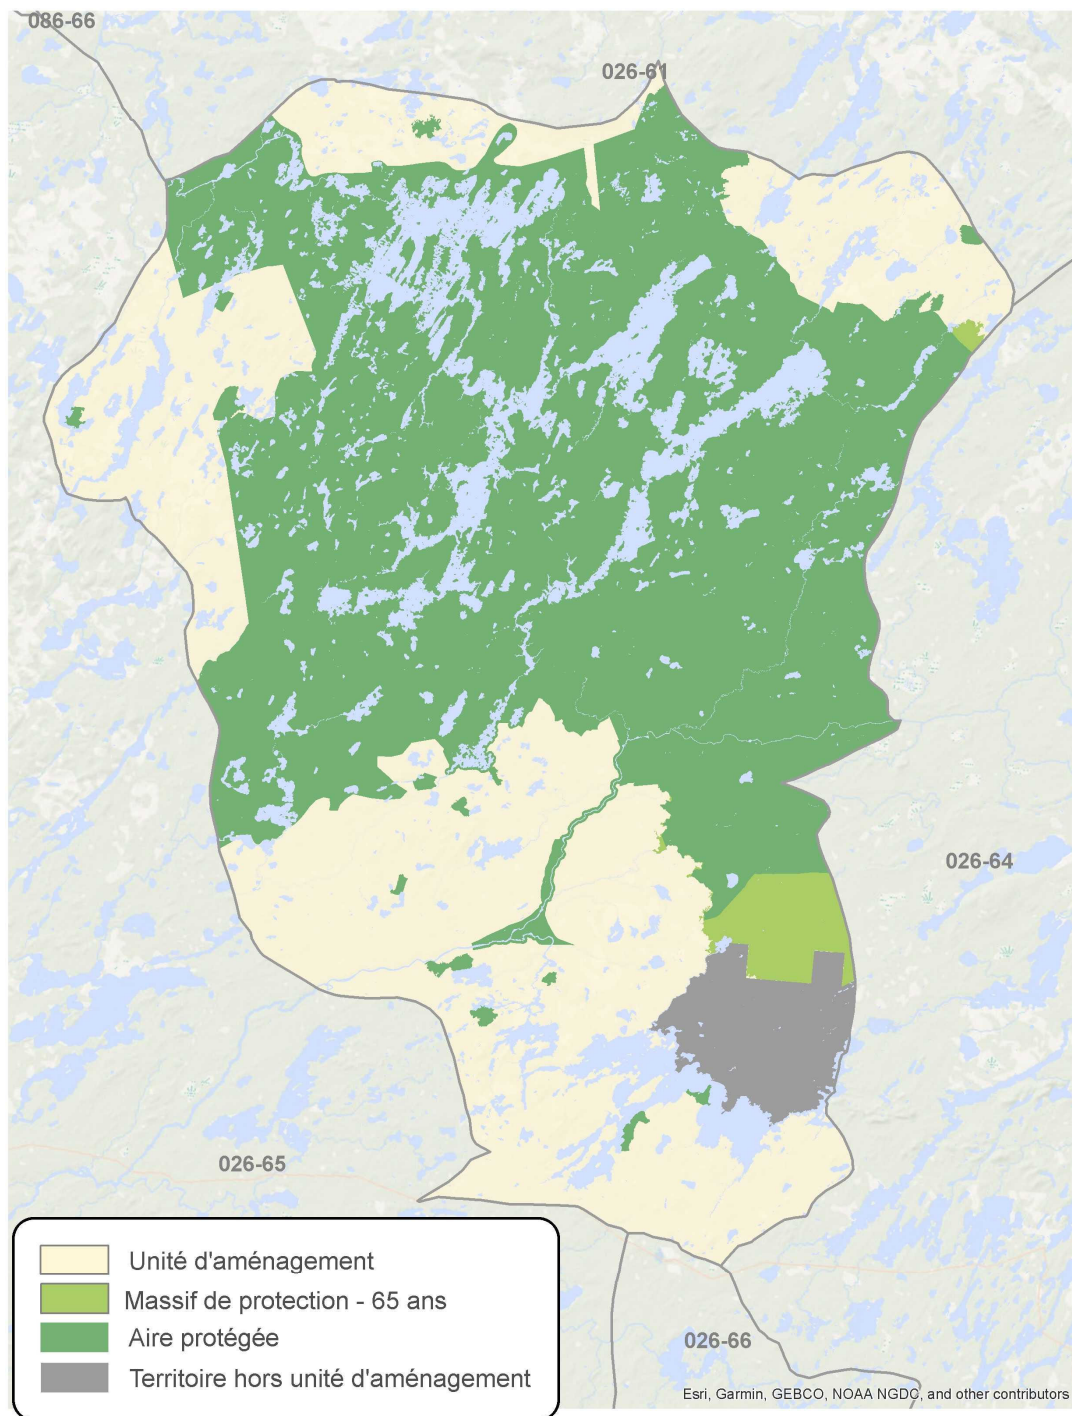 086-66
026-61
026-64
026-65
026-66
Unité d'aménagement
Massif de protection - 65 ans
Aire protégée
Territoire hors unité d'aménagement
Esri, Garmin, GEBCO, NOAA NGDC, and other contributors